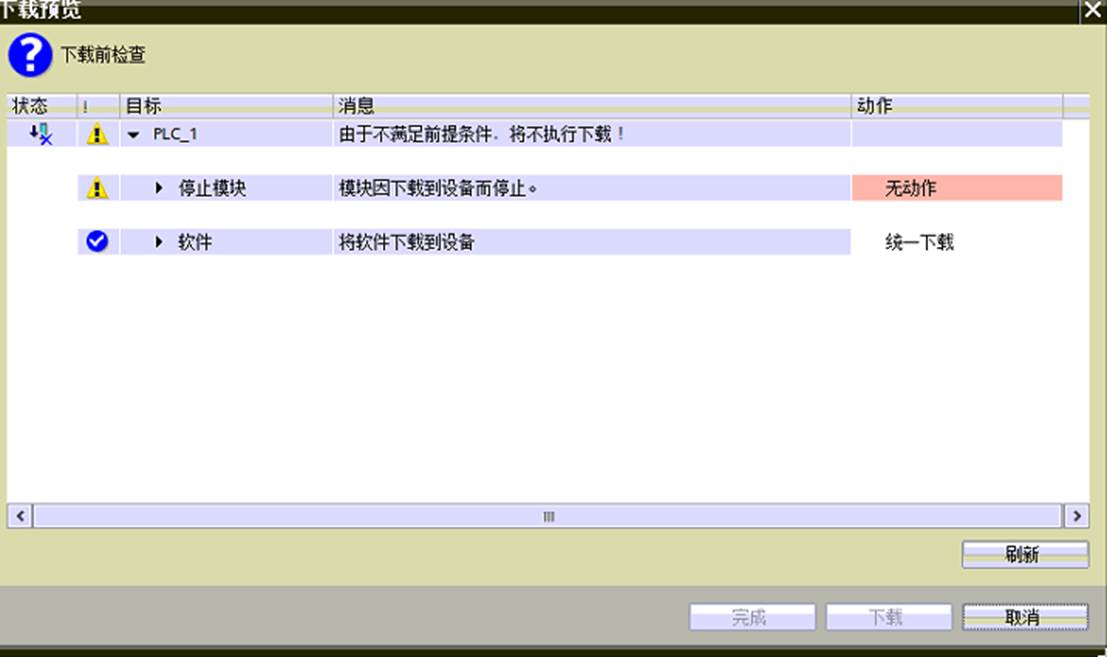 下载预览
下载前检查
状态 ! 目标 消息 动作
PLC_1 由于不满足前提条件，将不执行下载！
停止模块 模块因下载到设备而停止。 无动作
软件 将软件下载到设备 统一下载
刷新
完成 下载 取消